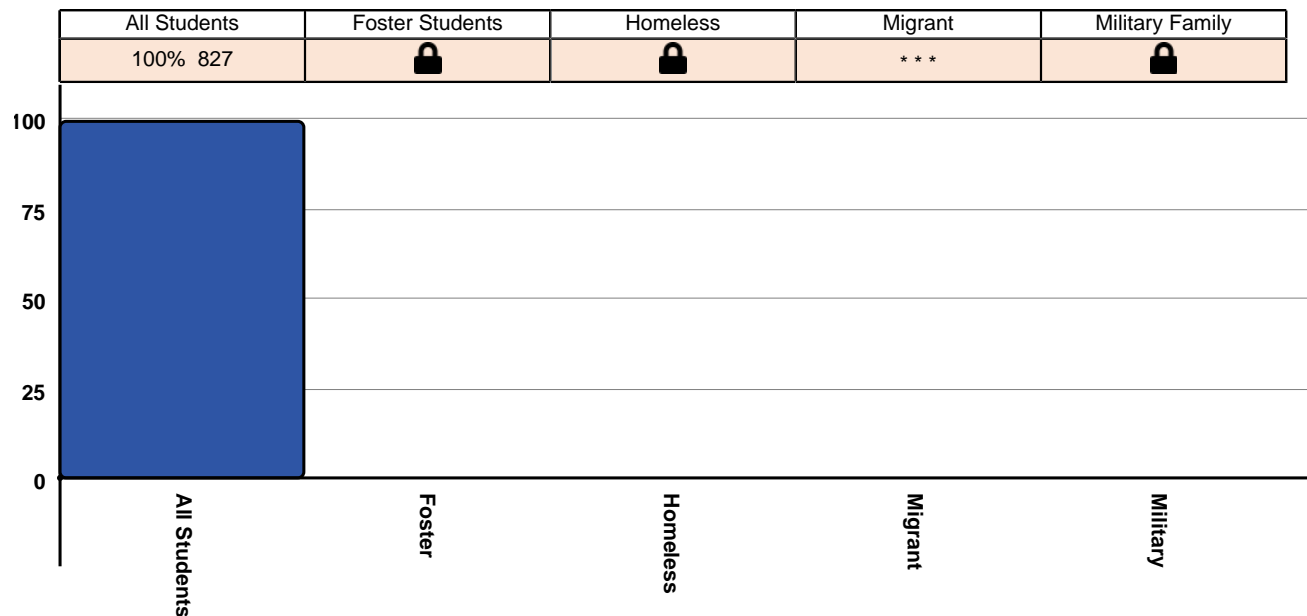 All Students Foster Students Homeless Migrant Military Family
100% 827 * * *
100
75
50
25
0
All Students
Foster
Homeless
Migrant
Military